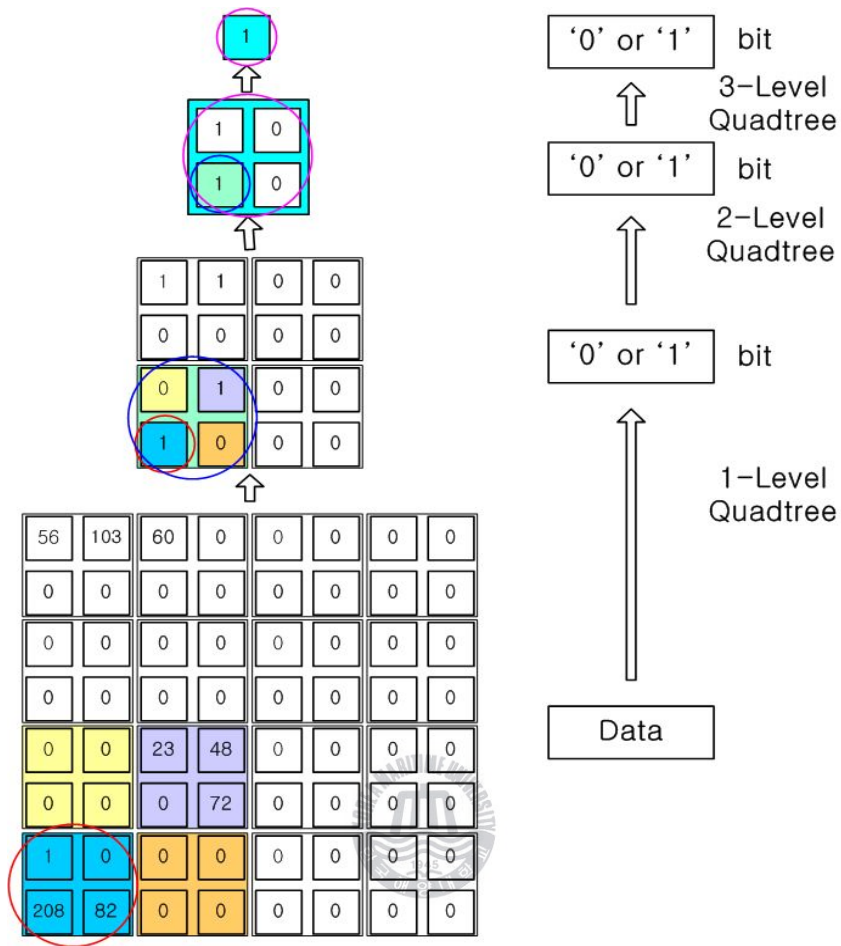 1
'0' or '1' bit
3-Level
Quadtree
1 0
1 0
'0' or '1' bit
2-Level
Quadtree
1 1 0 0
0 0 0 0
0 1 0 0
1 0 0 0
'0' or '1' bit
1-Level
Quadtree
56 103 60 0 0 0 0 0
0 0 0 0 0 0 0 0
0 0 0 0 0 0 0 0
0 0 0 0 0 0 0 0
0 0 23 48 0 0 0 0
0 0 0 72 0 0 0 0
1 0 0 0 0 0 0 0
208 82 0 0 0 0 0 0
Data
KOREA MARITIME UNIVERSITY
1945